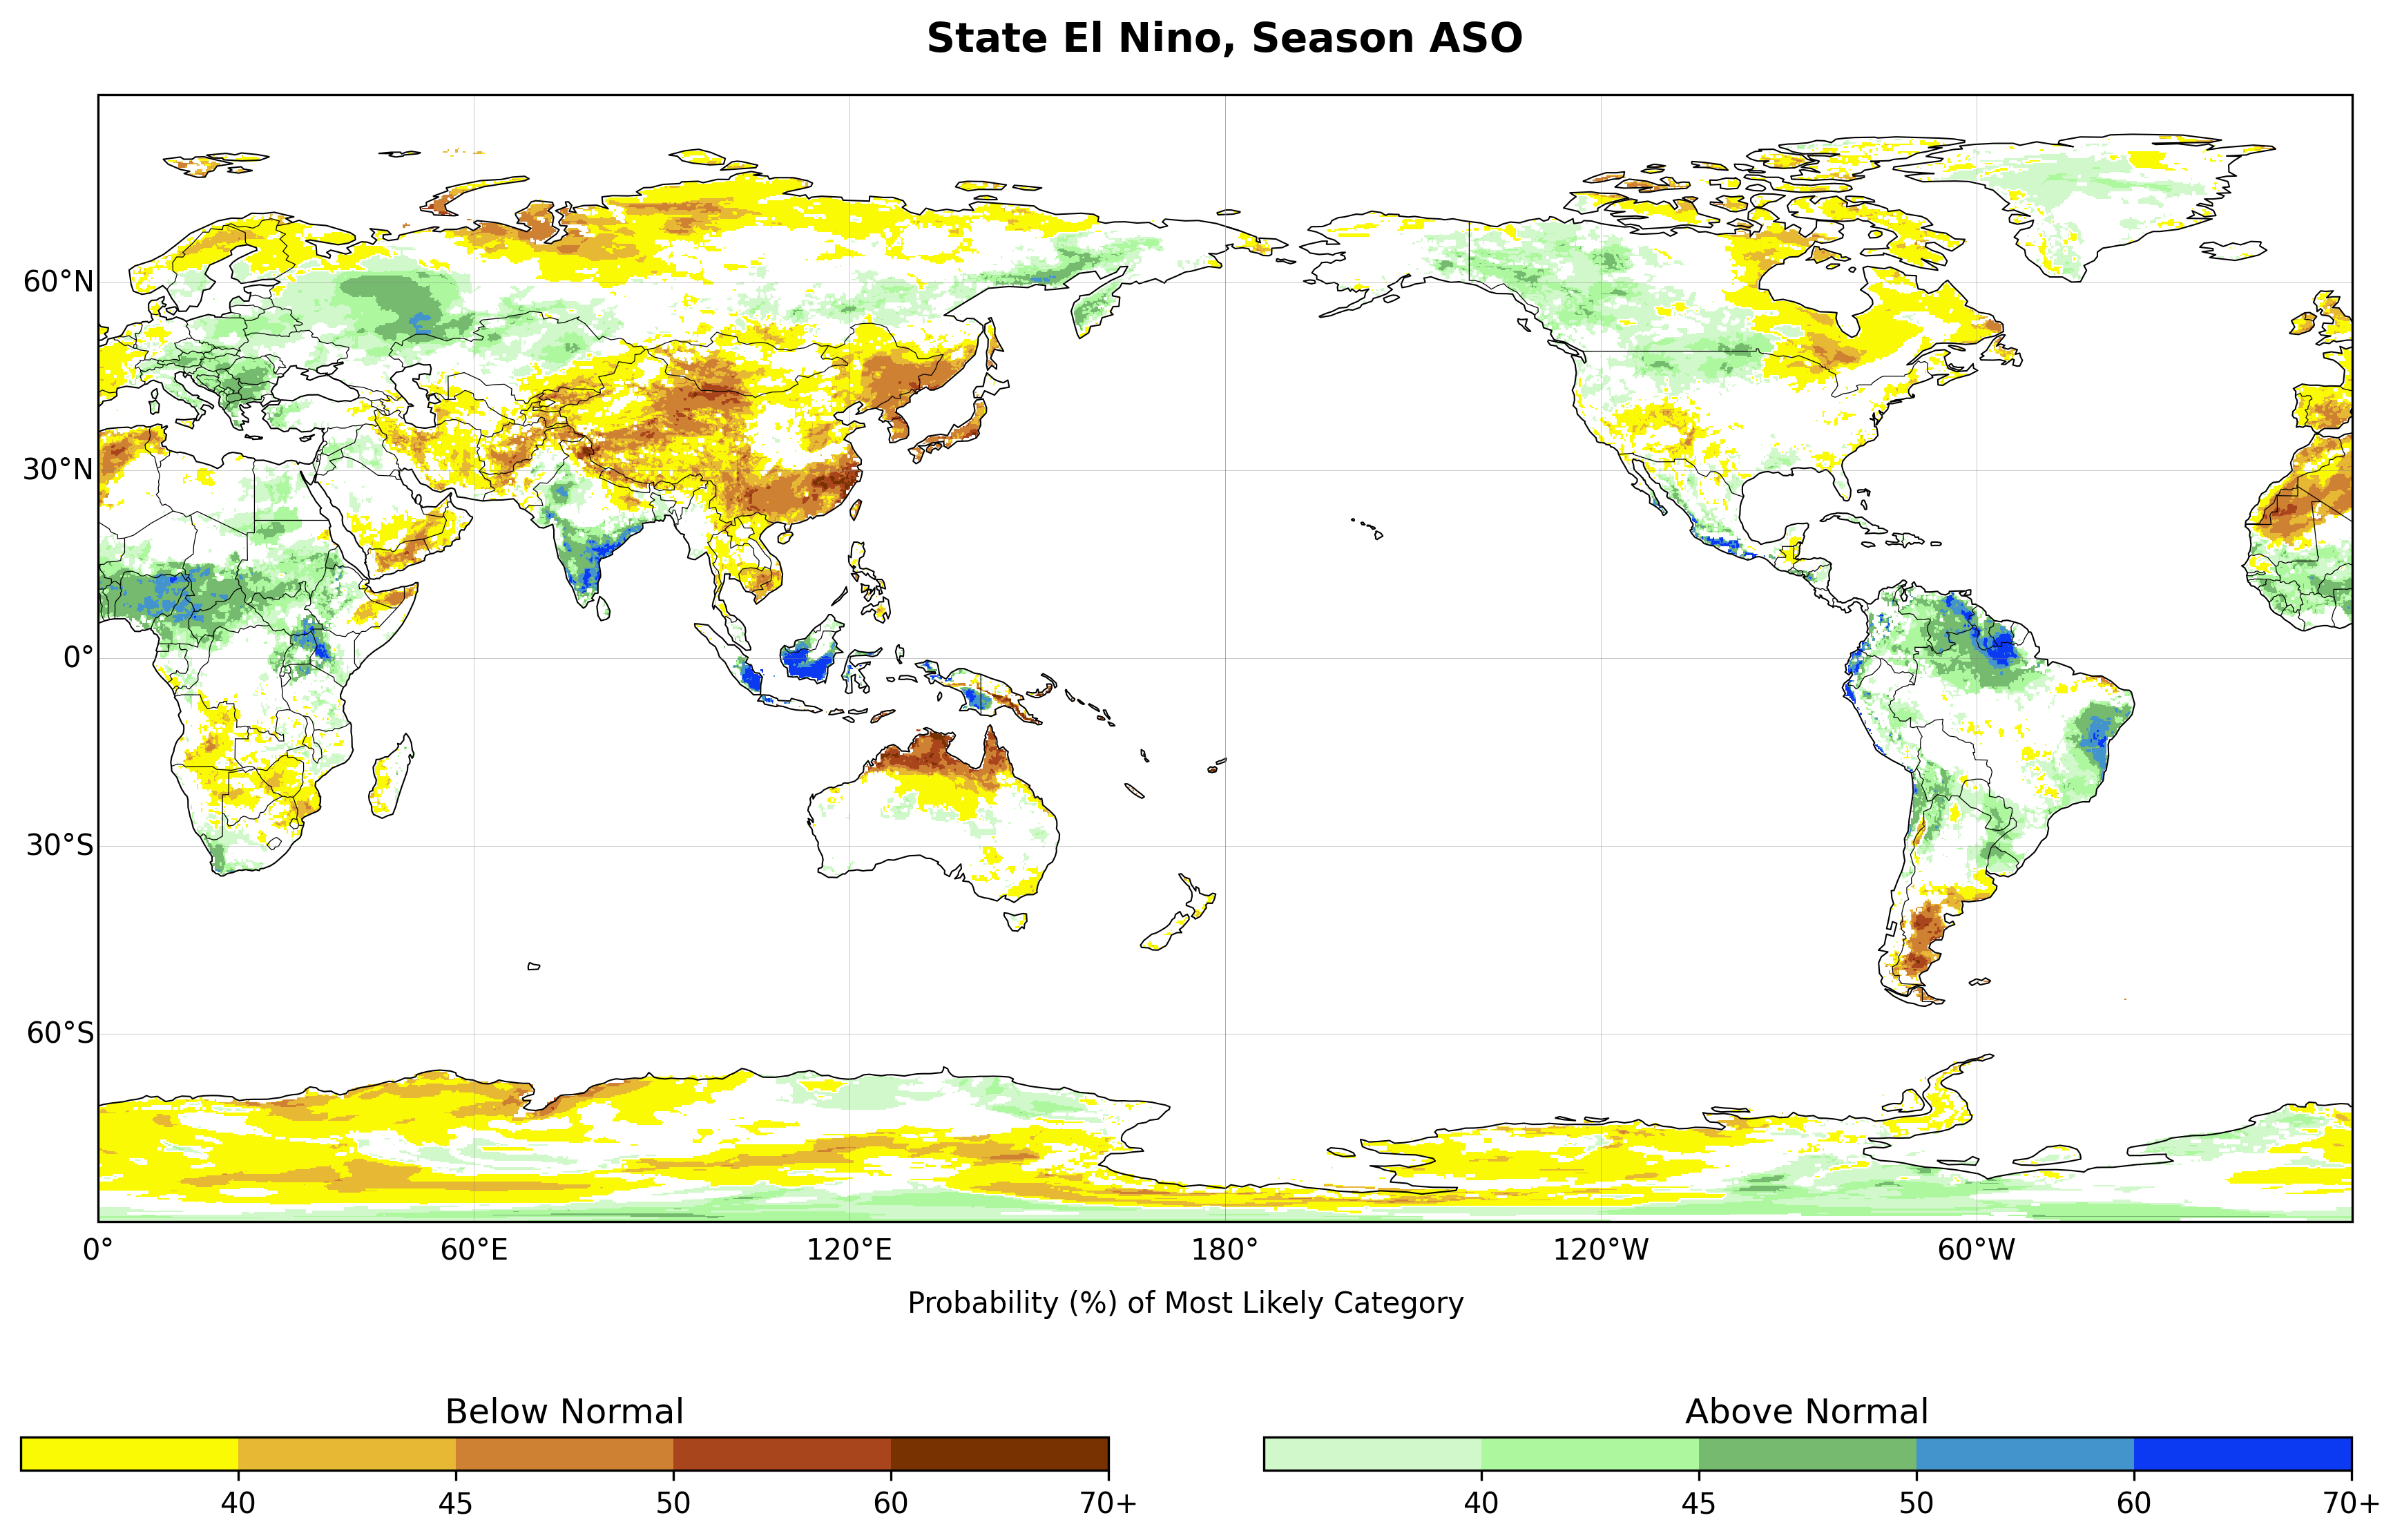 State El Nino, Season ASO
60°N
30°N
0°
30°S
60°S
0° 60°E 120°E 180° 120°W 60°W
Probability (%) of Most Likely Category
Below Normal Above Normal
40 45 50 60 70+ 40 45 50 60 70+